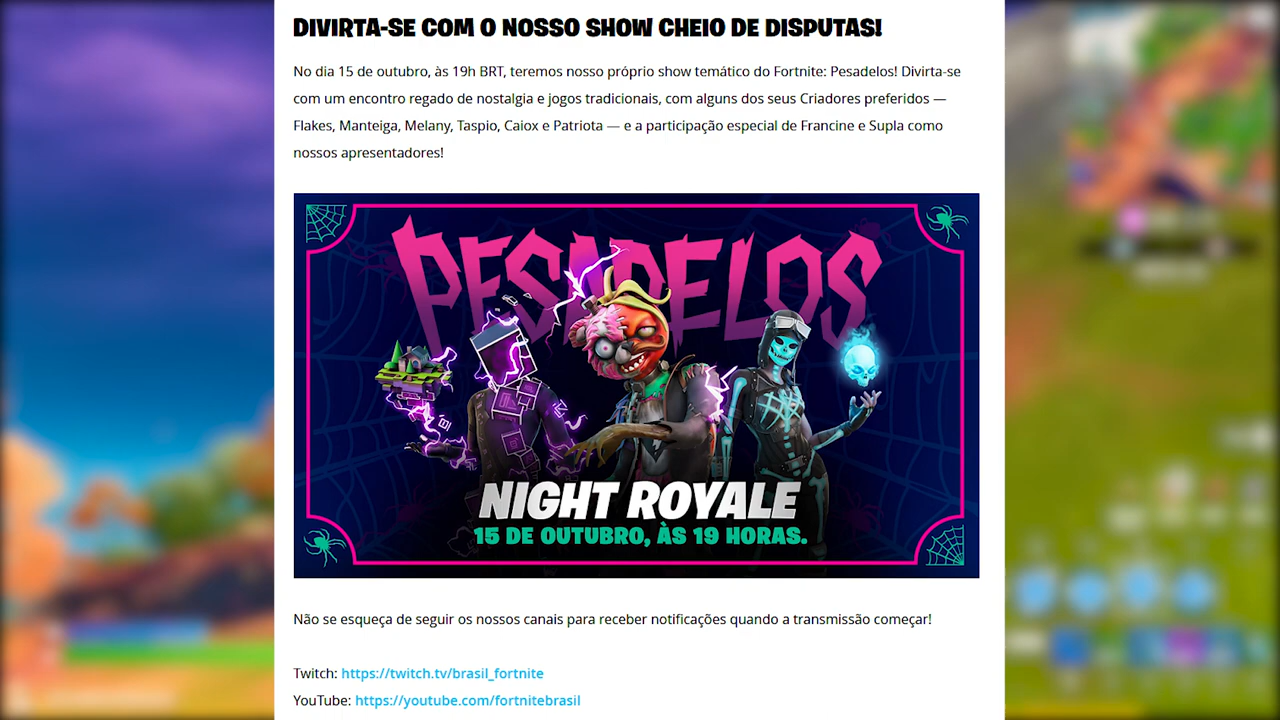 DIVIRTA-SE COM O NOSSO SHOW CHEIO DE DISPUTAS!
No dia 15 de outubro, às 19h BRT, teremos nosso próprio show temático do Fortnite: Pesadelos! Divirta-se
com um encontro regado de nostalgia e jogos tradicionais, com alguns dos seus Criadores preferidos —
Flakes, Manteiga, Melany, Taspio, Caiox e Patriota — e a participação especial de Francine e Supla como
nossos apresentadores!
PESADELOS
NIGHT ROYALE
15 DE OUTUBRO, ÀS 19 HORAS.
Não se esqueça de seguir os nossos canais para receber notificações quando a transmissão começar!
Twitch: https://twitch.tv/brasil_fortnite
YouTube: https://youtube.com/fortnitebrasil